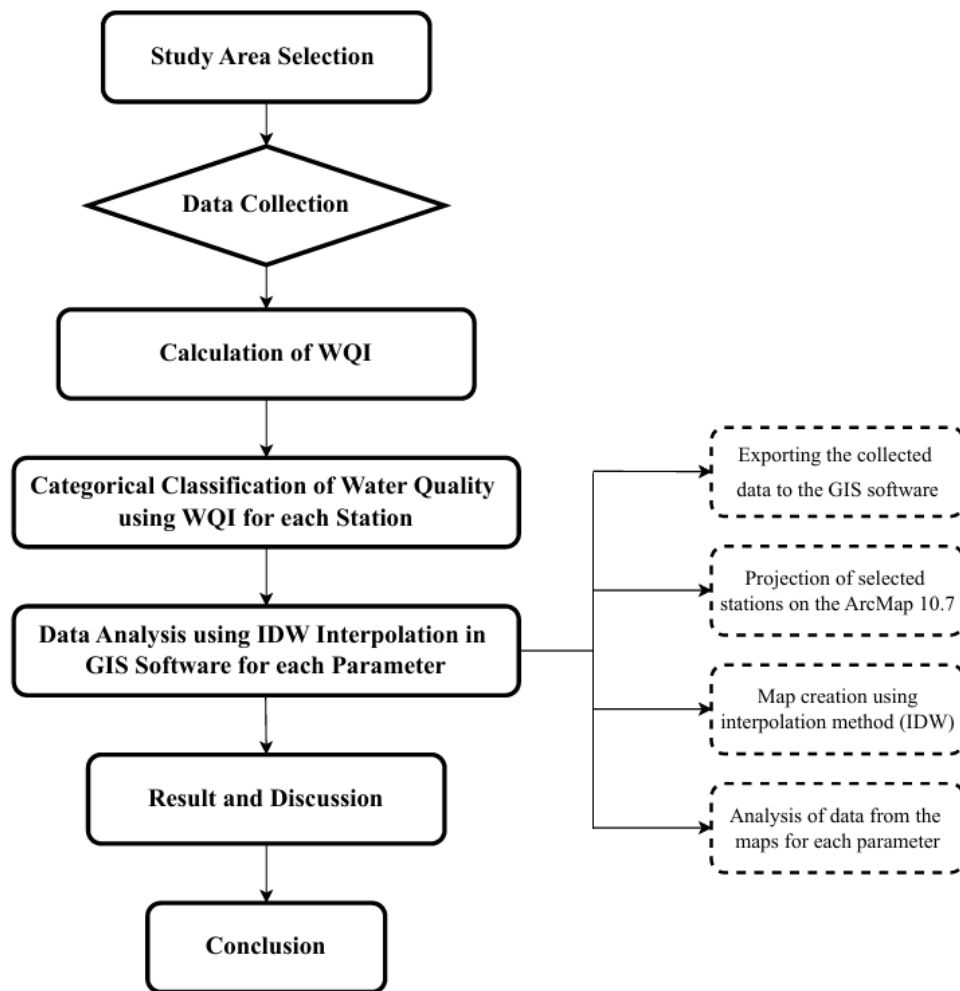 Study Area Selection
Data Collection
Calculation of WQI
Categorical Classification of Water Quality
using WQI for each Station
Data Analysis using IDW Interpolation in
GIS Software for each Parameter
Result and Discussion
Conclusion
Exporting the collected
data to the GIS software
Projection of selected
stations on the ArcMap 10.7
Map creation using
interpolation method (IDW)
Analysis of data from the
maps for each parameter